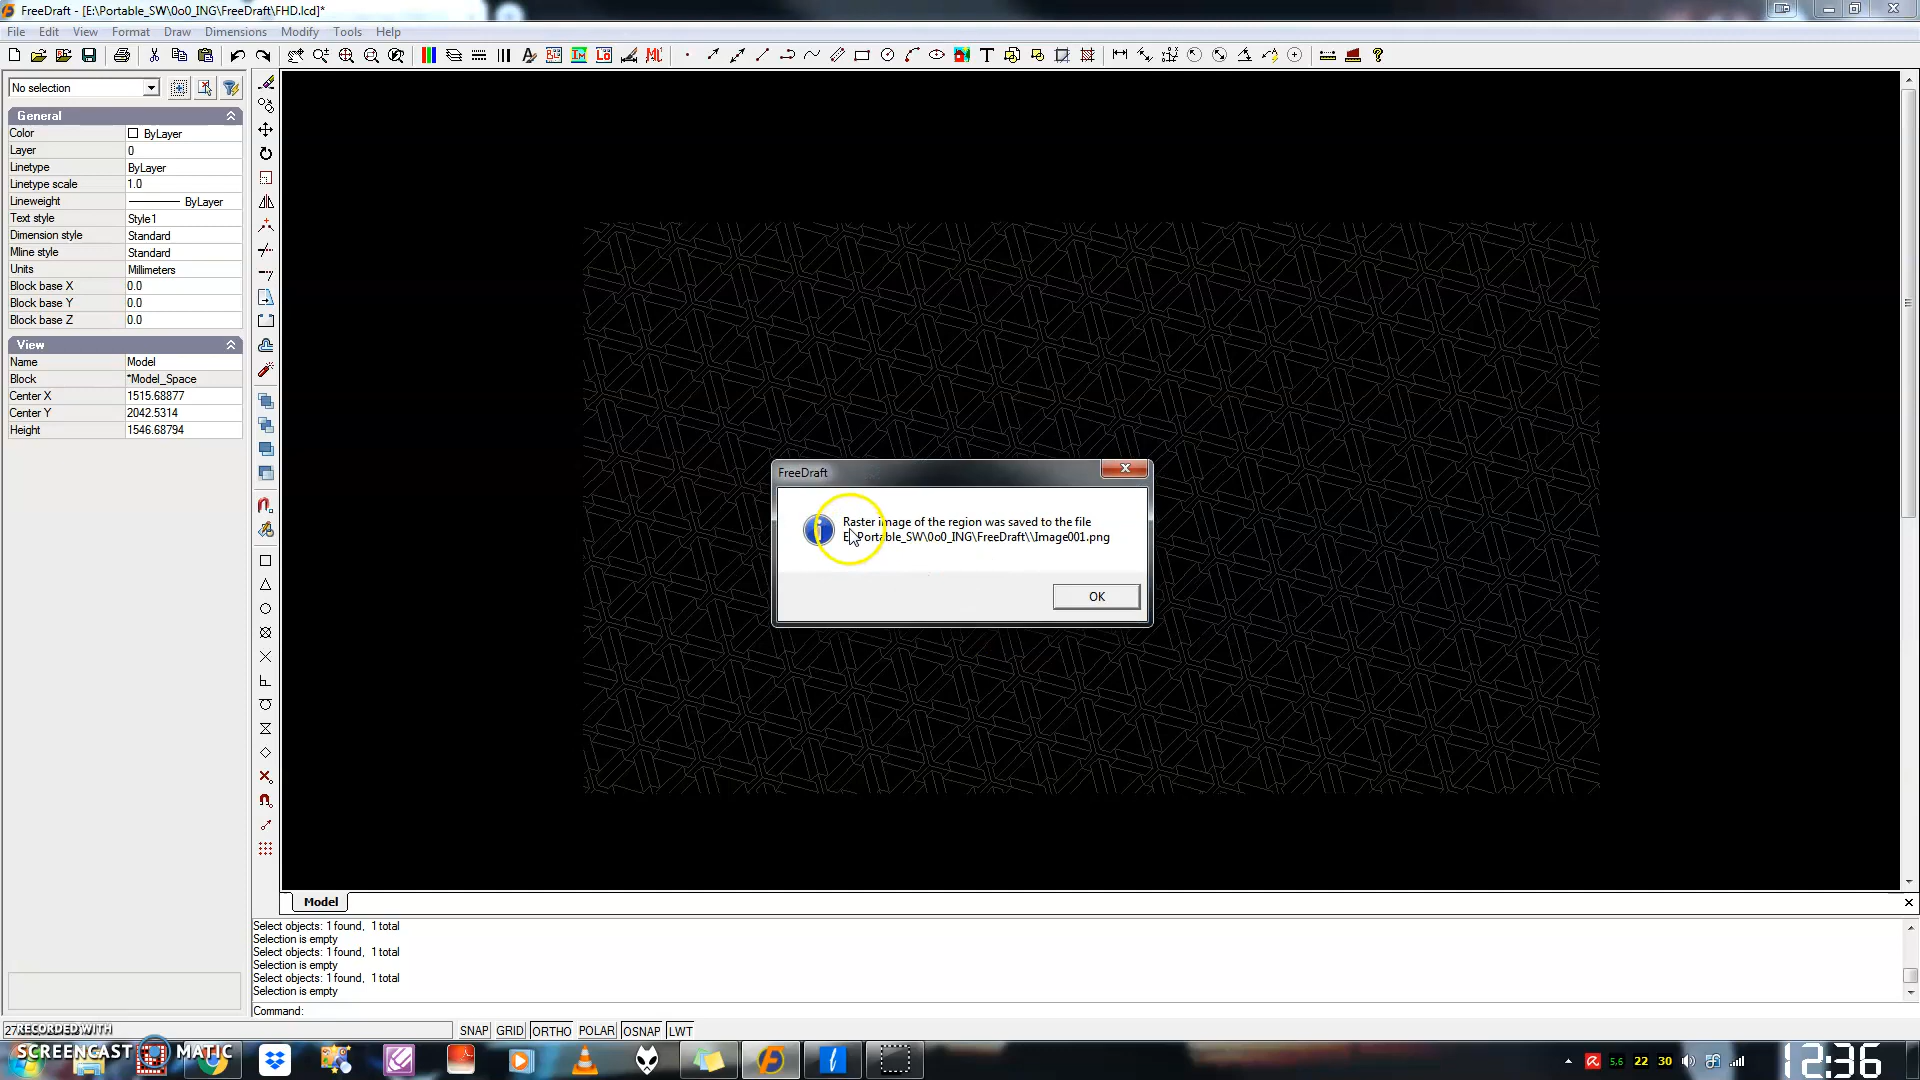 FreeDraft - [E:\Portable_SW\0o0_ING\FreeDraft\FHD.lcd]*
File Edit View Format Draw Dimensions Modify Tools Help
No selection
General
Color ByLayer
Layer 0
Linetype ByLayer
Linetype scale 1.0
Lineweight ByLayer
Text style Style1
Dimension style Standard
Mline style Standard
Units Millimeters
Block base X 0.0
Block base Y 0.0
Block base Z 0.0
View
Name Model
Block *Model_Space
Center X 1515.68877
Center Y 2042.5314
Height 1546.68794
FreeDraft
Raster image of the region was saved to the file
E:\Portable_SW\0o0_ING\FreeDraft\\Image001.png
OK
Model
Select objects: 1 found, 1 total
Selection is empty
Select objects: 1 found, 1 total
Selection is empty
Select objects: 1 found, 1 total
Selection is empty
Command:
SNAP GRID ORTHO POLAR OSNAP LWT
RECORDED WITH
SCREENCAST MATIC
5.6 22 30
12:36